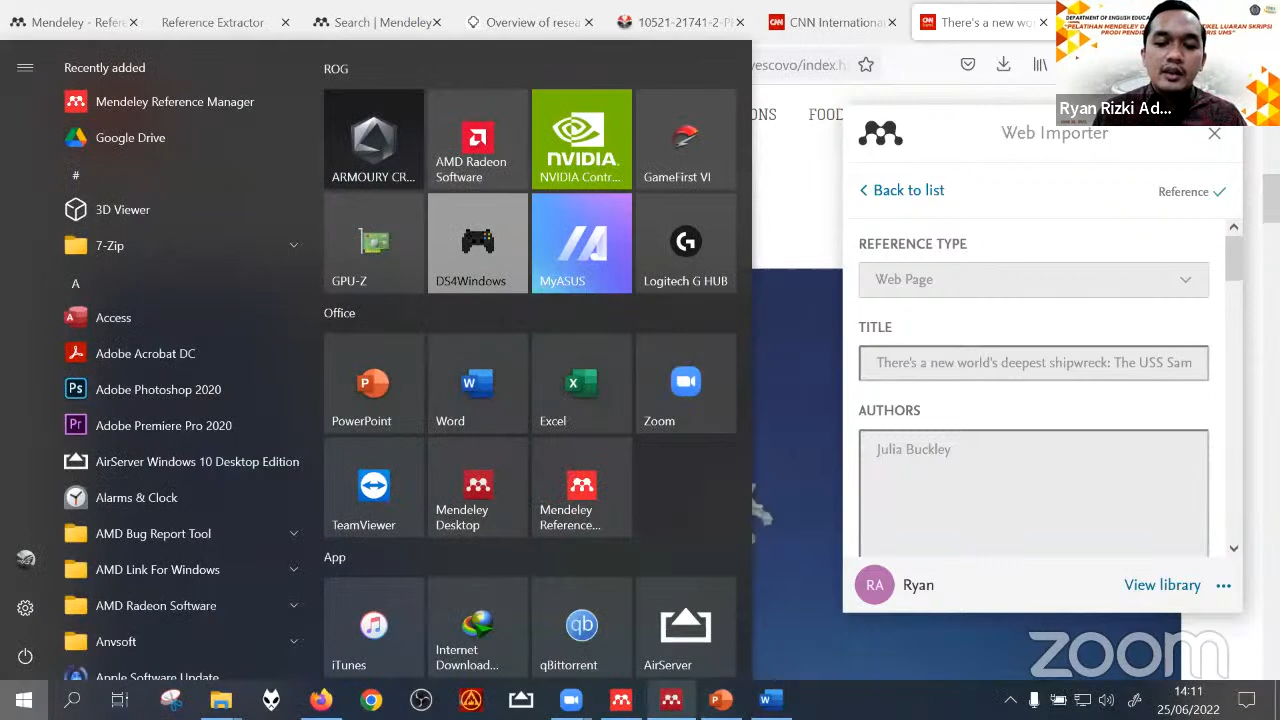 Mendeley - Refer
Reference Extractor
Search | Mendeley
Overview of
10521-21741-2-P
CNN International
There's a new wo
vescovo/index.h
DEPARTMENT OF ENGLISH EDUCA
Ryan Rizki Ad...
Recently added
Mendeley Reference Manager
Google Drive
#
3D Viewer
7-Zip
A
Access
Adobe Acrobat DC
Adobe Photoshop 2020
Adobe Premiere Pro 2020
AirServer Windows 10 Desktop Edition
Alarms & Clock
AMD Bug Report Tool
AMD Link For Windows
AMD Radeon Software
Anvsoft
Apple Software Update
ROG
ARMOURY CR...
AMD Radeon
Software
NVIDIA.
NVIDIA Contr...
GameFirst VI
GPU-Z
DS4Windows
MyASUS
Logitech G HUB
Office
PowerPoint
Word
Excel
Zoom
TeamViewer
Mendeley
Desktop
Mendeley
Reference...
App
iTunes
Internet
Download...
qBittorrent
AirServer
ONS
FOOD
Web Importer
Back to list
Reference
REFERENCE TYPE
Web Page
TITLE
There's a new world's deepest shipwreck: The USS Sam
AUTHORS
Julia Buckley
RA
Ryan
View library
zoom
14:11
25/06/2022